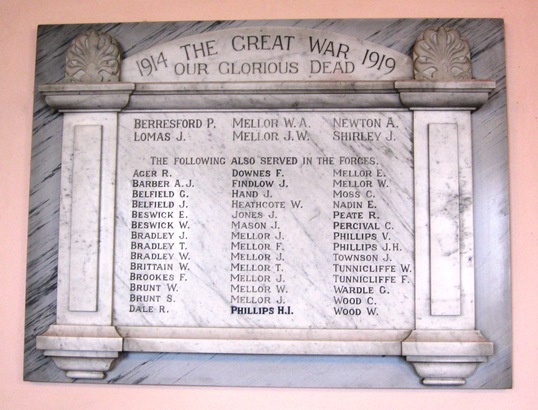 1914 THE GREAT WAR 1919
OUR GLORIOUS DEAD
BERRESFORD P. MELLOR W. A. NEWTON A.
LOMAS J. MELLOR J. W. SHIRLEY J.
THE FOLLOWING ALSO SERVED IN THE FORCES.
AGER R. DOWNES F. MELLOR E.
BARBER A. J. FINDLOW J. MELLOR W.
BELFIELD G. HAND J. MOSS C.
BELFIELD J. HEATHCOTE W. NADIN E.
BESWICK E. JONES J. PEATE R.
BESWICK W. MASON J. PERCIVAL C.
BRADLEY J. MELLOR J. PHILLIPS V.
BRADLEY T. MELLOR F. PHILLIPS J.H.
BRADLEY W. MELLOR J. TOWNSON J.
BRITTAIN W. MELLOR T. TUNNICLIFFE W.
BROOKES F. MELLOR J. TUNNICLIFFE F.
BRUNT W. MELLOR W. WARDLE G.
BRUNT S. MELLOR J. WOOD C.
DALE R. PHILLIPS H.I. WOOD W.